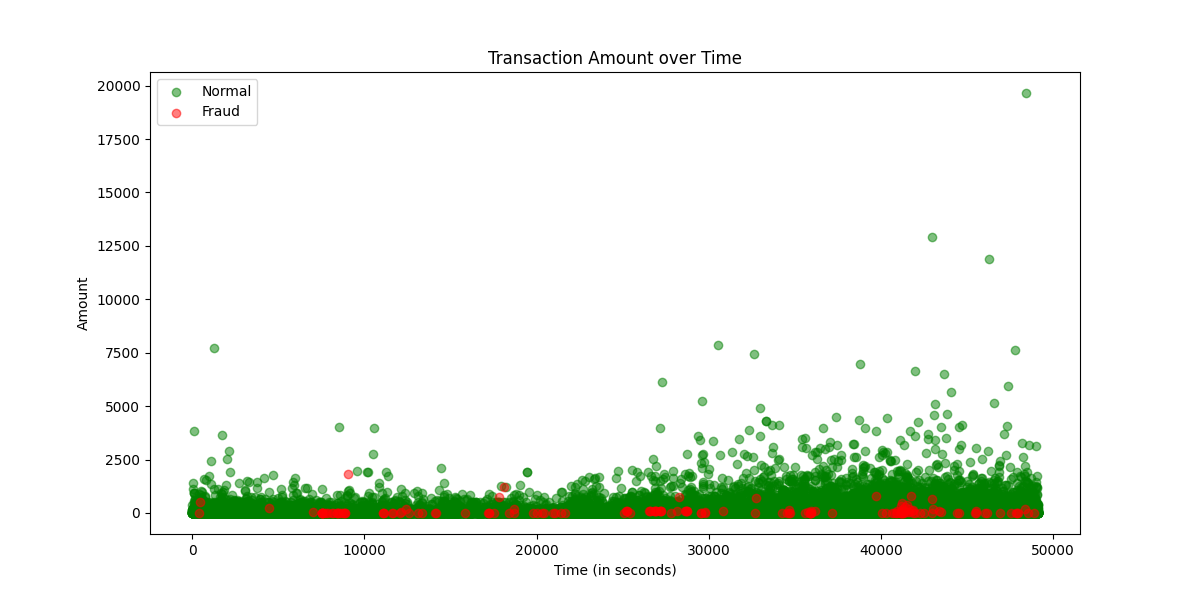 Transaction Amount over Time
Normal
Fraud
Amount
20000
17500
15000
12500
10000
7500
5000
2500
0
0 10000 20000 30000 40000 50000
Time (in seconds)